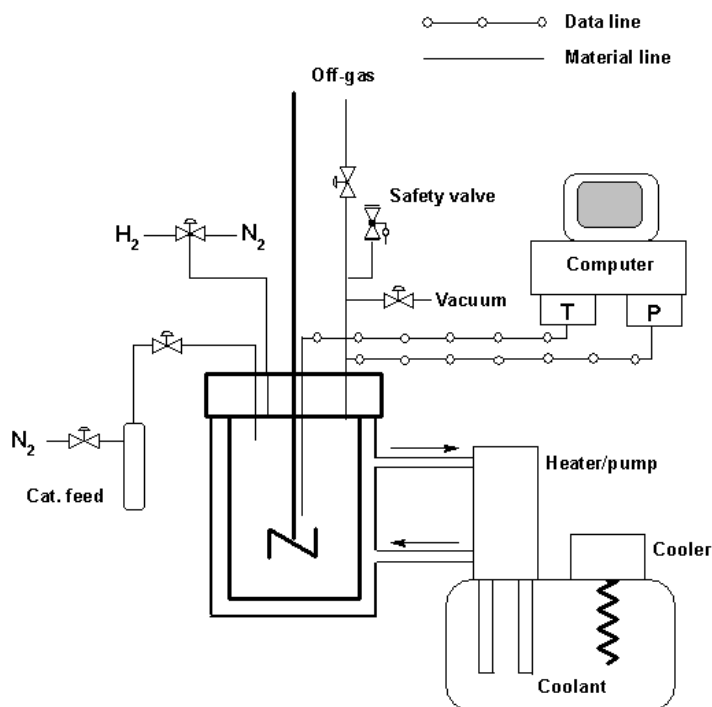 Data line
Material line
Off-gas
Safety valve
H₂ N₂
Computer
Vacuum
T P
N₂
Cat. feed
Heater/pump
Cooler
Coolant